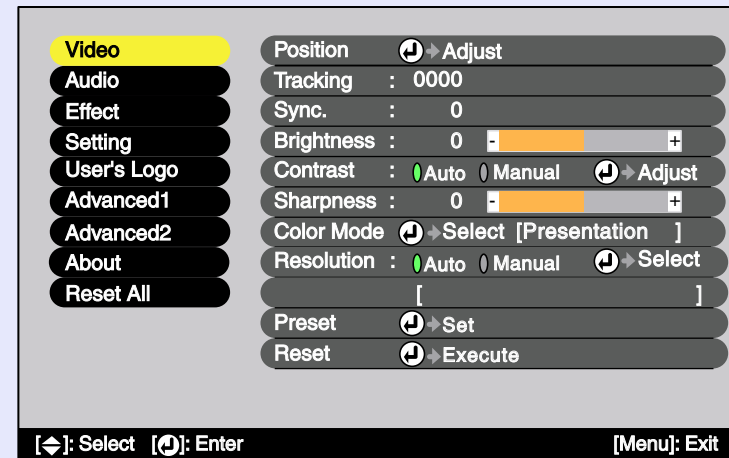 Video
Audio
Effect
Setting
User's Logo
Advanced1
Advanced2
About
Reset All
Position Adjust
Tracking : 0000
Sync. : 0
Brightness : 0 - +
Contrast : Auto Manual Adjust
Sharpness : 0 - +
Color Mode Select [Presentation ]
Resolution : Auto Manual Select
[ ]
Preset Set
Reset Execute
[ ]: Select [ ]: Enter [Menu]: Exit